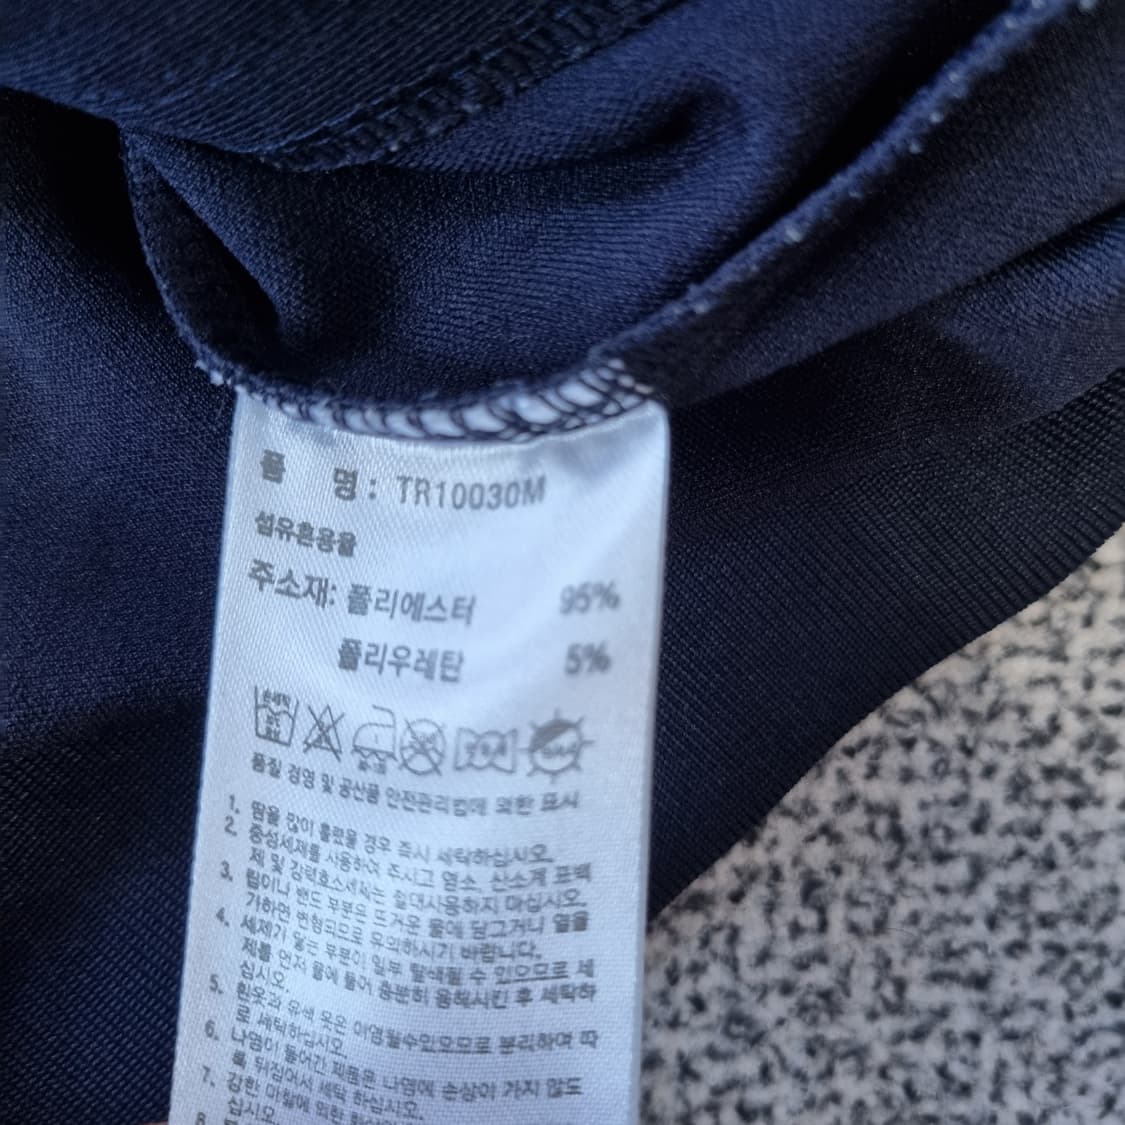 품 명 : TR10030M
섬유혼용율
주소재: 폴리에스터 95%
폴리우레탄 5%
품질 경영 및 공산품 안전관리법에 의한 표시
1. 땀을 많이 흘렸을 경우 즉시 세탁하십시오.
2. 중성세제를 사용하여 주시고 염소, 산소계 표백
제 및 강력효소세제는 절대사용하지 마십시오.
3. 립이나 밴드 부분은 뜨거운 물에 담그거나 열을
가하면 변형되므로 유의하시기 바랍니다.
4. 세제가 닿는 부분이 일부 탈색될 수 있으므로 세
제를 먼저 물에 풀어 충분히 용해시킨 후 세탁하
십시오.
5. 흰옷과 유색 옷은 이염될수있으므로 분리하여 따
로 세탁하십시오.
6. 나염이 들어간 제품은 나염에 손상이 가지 않도
록 뒤집어서 세탁 하십시오.
7. 강한 마찰에 의한
십시오.
8.